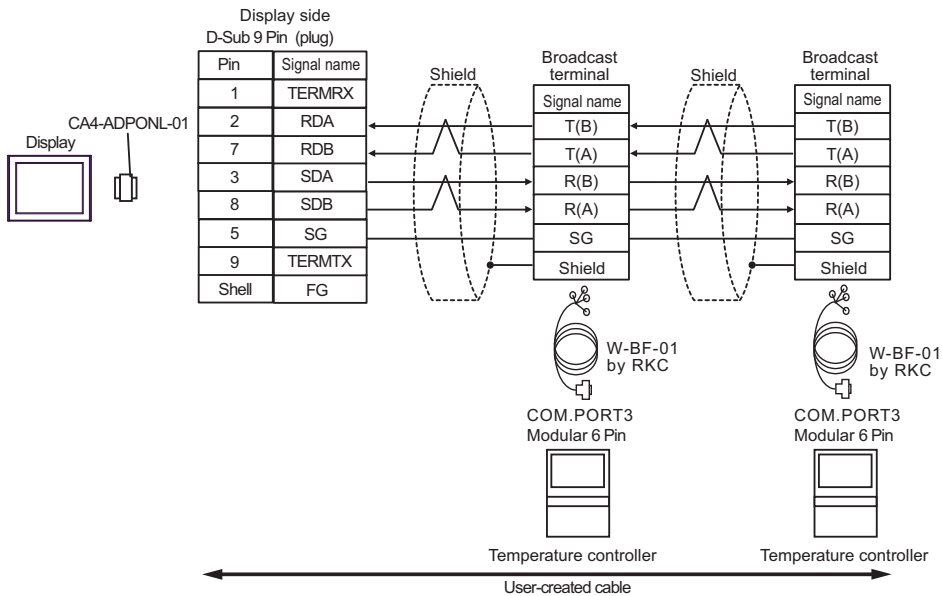 Display side
D-Sub 9 Pin (plug)
Pin Signal name
1 TERMRX
2 RDA
7 RDB
3 SDA
8 SDB
5 SG
9 TERMTX
Shell FG
CA4-ADPONL-01
Display
Shield
Broadcast
terminal
Signal name
T(B)
T(A)
R(B)
R(A)
SG
Shield
Shield
Broadcast
terminal
Signal name
T(B)
T(A)
R(B)
R(A)
SG
Shield
W-BF-01
by RKC
W-BF-01
by RKC
COM.PORT3
Modular 6 Pin
COM.PORT3
Modular 6 Pin
Temperature controller
Temperature controller
User-created cable